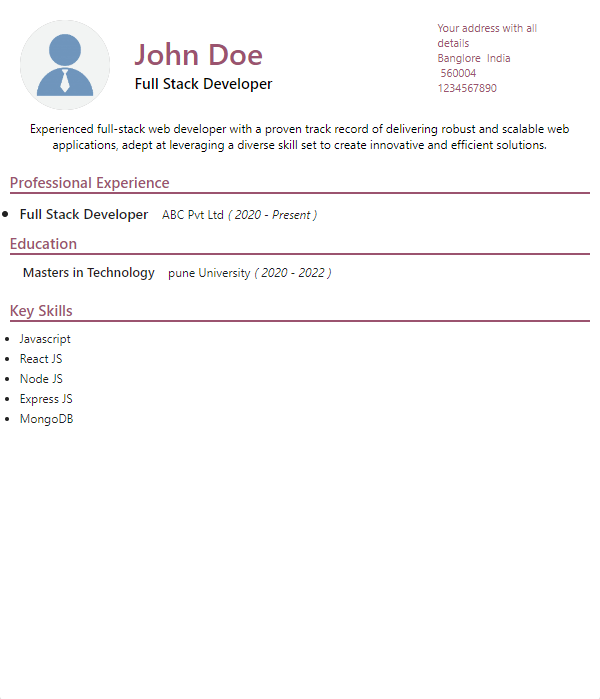 John Doe
Full Stack Developer
Your address with all
details
Banglore  India
560004
1234567890
Experienced full-stack web developer with a proven track record of delivering robust and scalable web
applications, adept at leveraging a diverse skill set to create innovative and efficient solutions.
Professional Experience
• Full Stack Developer ABC Pvt Ltd ( 2020 - Present )
Education
Masters in Technology pune University ( 2020 - 2022 )
Key Skills
• Javascript
• React JS
• Node JS
• Express JS
• MongoDB